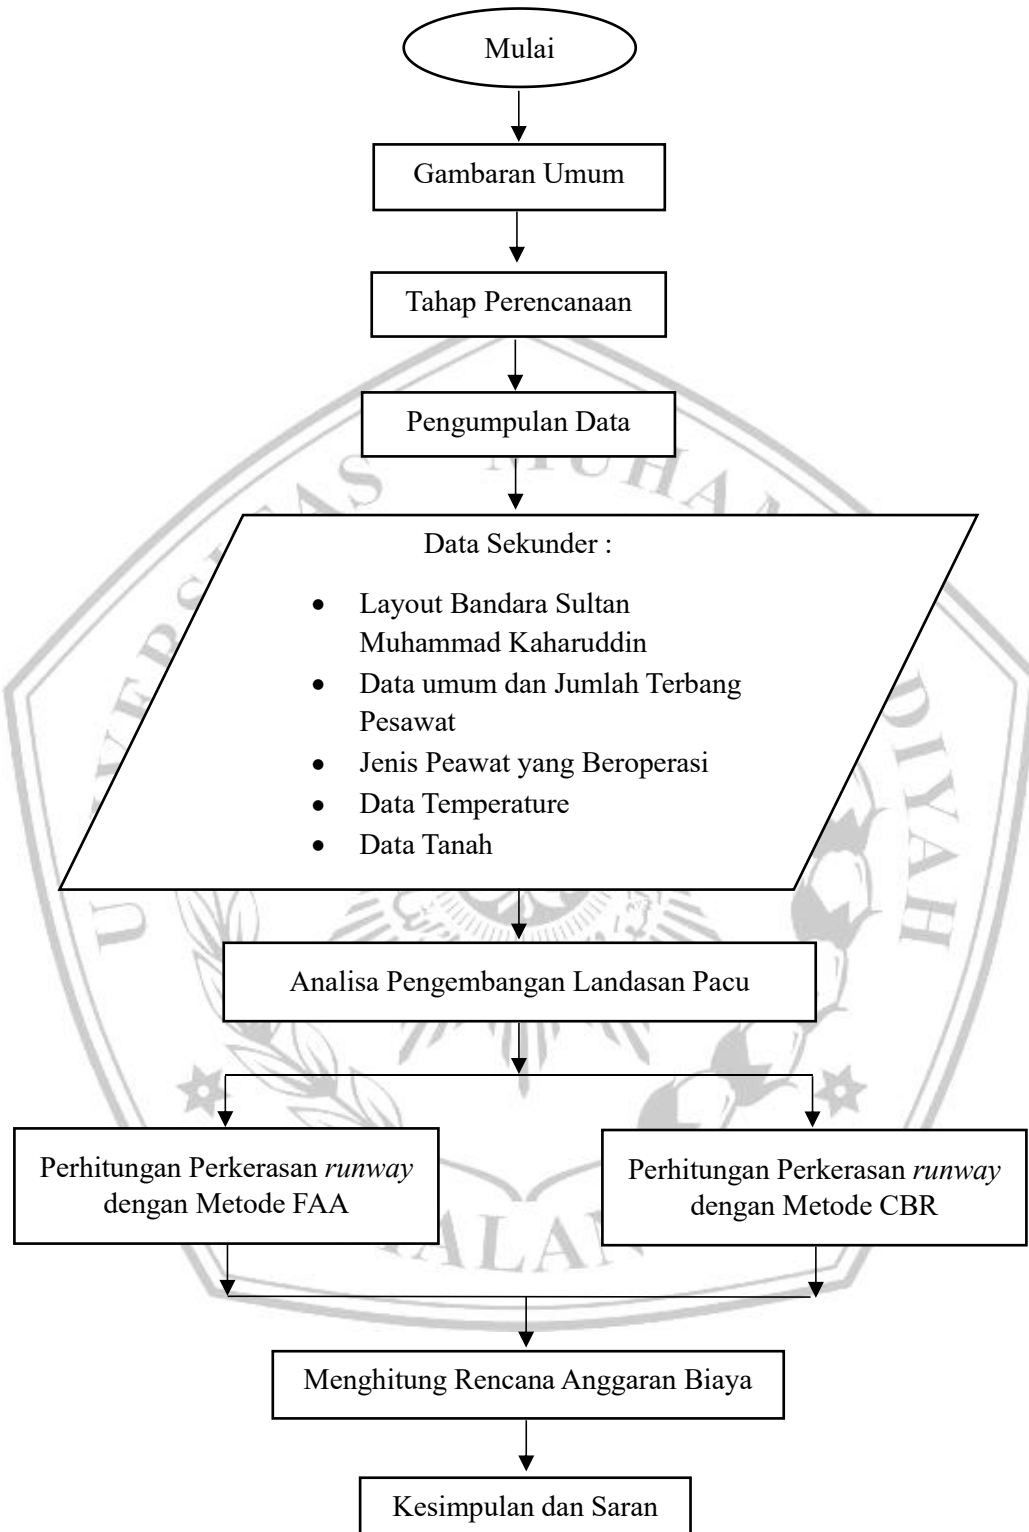 Mulai
Gambaran Umum
Tahap Perencanaan
Pengumpulan Data
Data Sekunder :
• Layout Bandara Sultan
Muhammad Kaharuddin
• Data umum dan Jumlah Terbang
Pesawat
• Jenis Peawat yang Beroperasi
• Data Temperature
• Data Tanah
Analisa Pengembangan Landasan Pacu
Perhitungan Perkerasan runway
dengan Metode FAA
Perhitungan Perkerasan runway
dengan Metode CBR
Menghitung Rencana Anggaran Biaya
Kesimpulan dan Saran